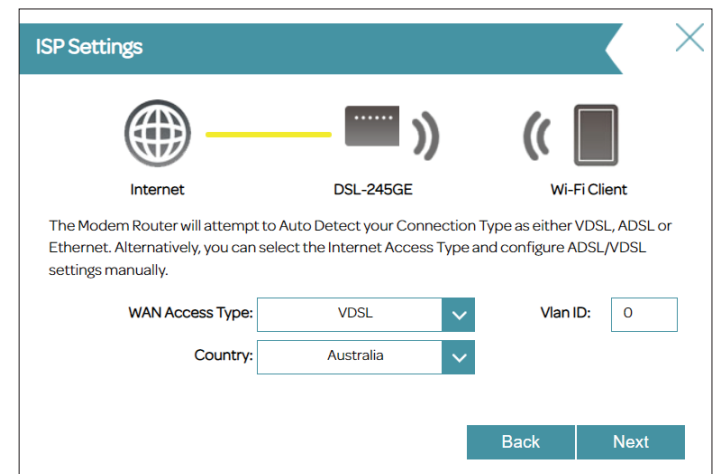 ISP Settings
Internet
DSL-245GE
Wi-Fi Client
The Modem Router will attempt to Auto Detect your Connection Type as either VDSL, ADSL or
Ethernet. Alternatively, you can select the Internet Access Type and configure ADSL/VDSL
settings manually.
WAN Access Type: VDSL Vlan ID: 0
Country: Australia
Back Next